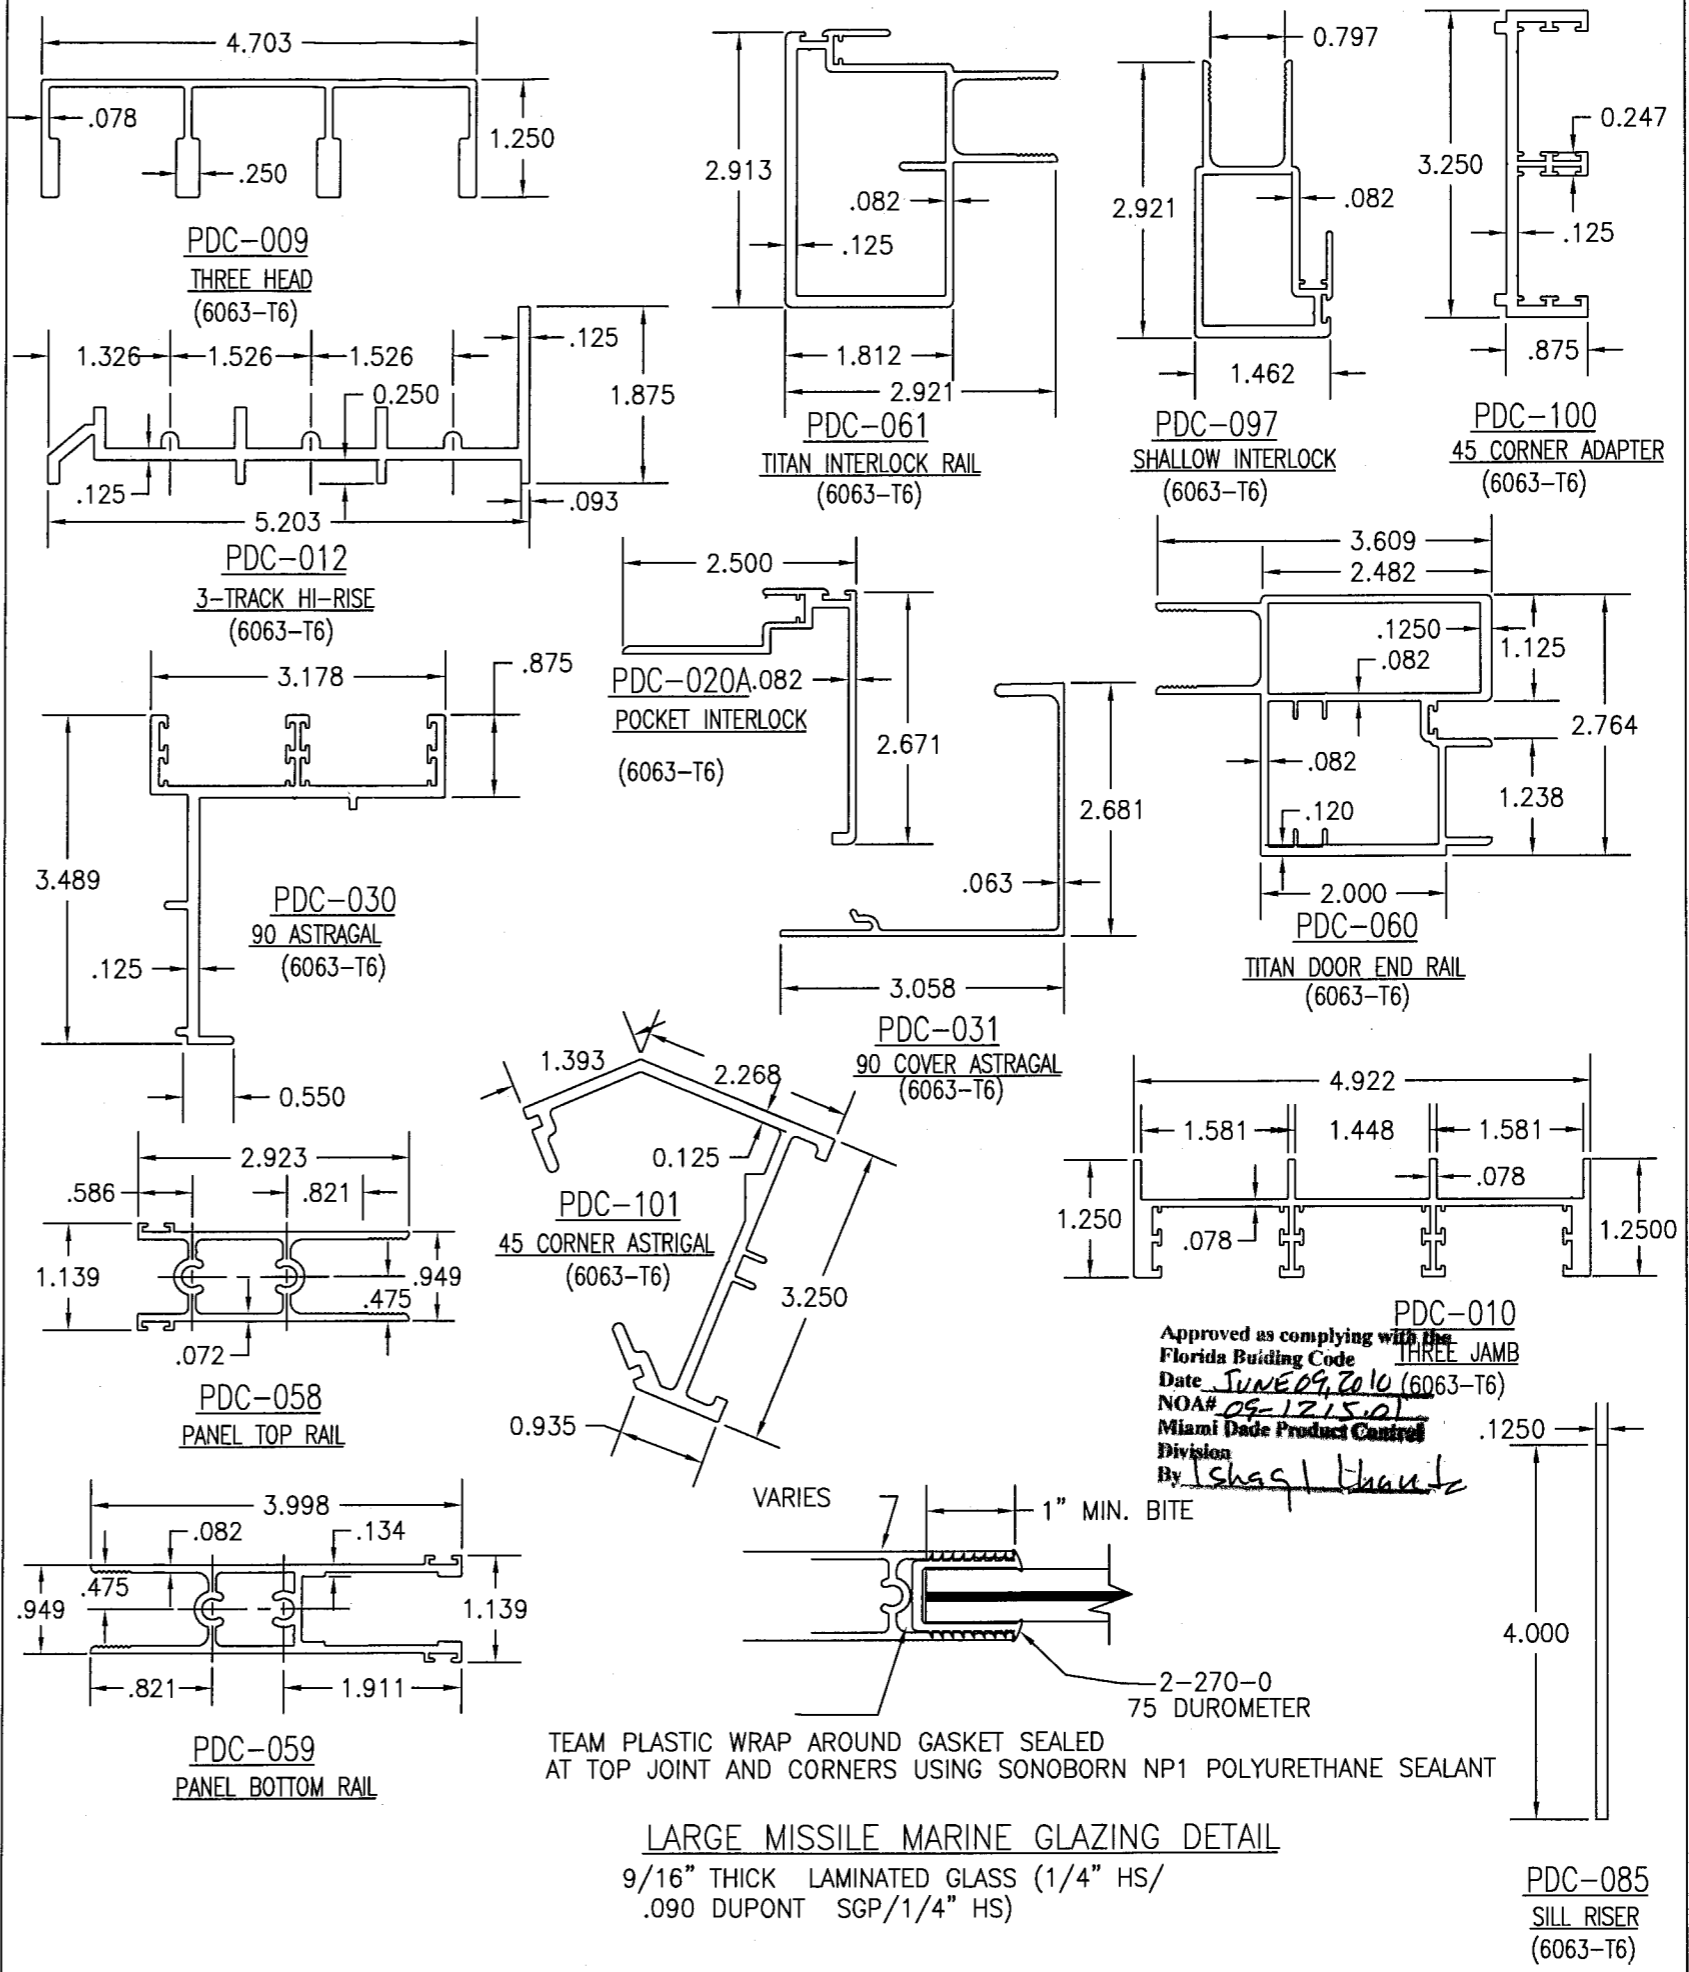 4.703
.078
.250
1.250
PDC-009
THREE HEAD
(6063-T6)
2.913
.082
.125
1.812
2.921
PDC-061
TITAN INTERLOCK RAIL
(6063-T6)
0.797
2.921
.082
1.462
PDC-097
SHALLOW INTERLOCK
(6063-T6)
3.250
0.247
.125
.875
PDC-100
45 CORNER ADAPTER
(6063-T6)
1.326
1.526
1.526
.125
0.250
1.875
.125
.093
5.203
PDC-012
3-TRACK HI-RISE
(6063-T6)
2.500
PDC-020A
.082
POCKET INTERLOCK
(6063-T6)
2.671
3.609
2.482
.1250
1.125
.082
2.764
.082
1.238
.120
2.000
PDC-060
TITAN DOOR END RAIL
(6063-T6)
3.178
.875
3.489
PDC-030
90 ASTRAGAL
(6063-T6)
.125
0.550
2.681
.063
3.058
PDC-031
90 COVER ASTRAGAL
(6063-T6)
1.393
2.268
0.125
PDC-101
45 CORNER ASTRIGAL
(6063-T6)
3.250
0.935
4.922
1.581
1.448
1.581
.078
1.250
.078
1.2500
PDC-010
THREE JAMB
(6063-T6)
2.923
.586
.821
1.139
.949
.475
.072
PDC-058
PANEL TOP RAIL
Approved as complying with the
Florida Building Code
Date JUNE 09, 2010
NOA# 09-1215.01
Miami Dade Product Control
Division
By
.1250
4.000
PDC-085
SILL RISER
(6063-T6)
3.998
.082
.134
.475
.949
1.139
.821
1.911
PDC-059
PANEL BOTTOM RAIL
VARIES
1" MIN. BITE
2-270-0
75 DUROMETER
TEAM PLASTIC WRAP AROUND GASKET SEALED
AT TOP JOINT AND CORNERS USING SONOBORN NP1 POLYURETHANE SEALANT
LARGE MISSILE MARINE GLAZING DETAIL
9/16" THICK LAMINATED GLASS (1/4" HS/
.090 DUPONT SGP/1/4" HS)